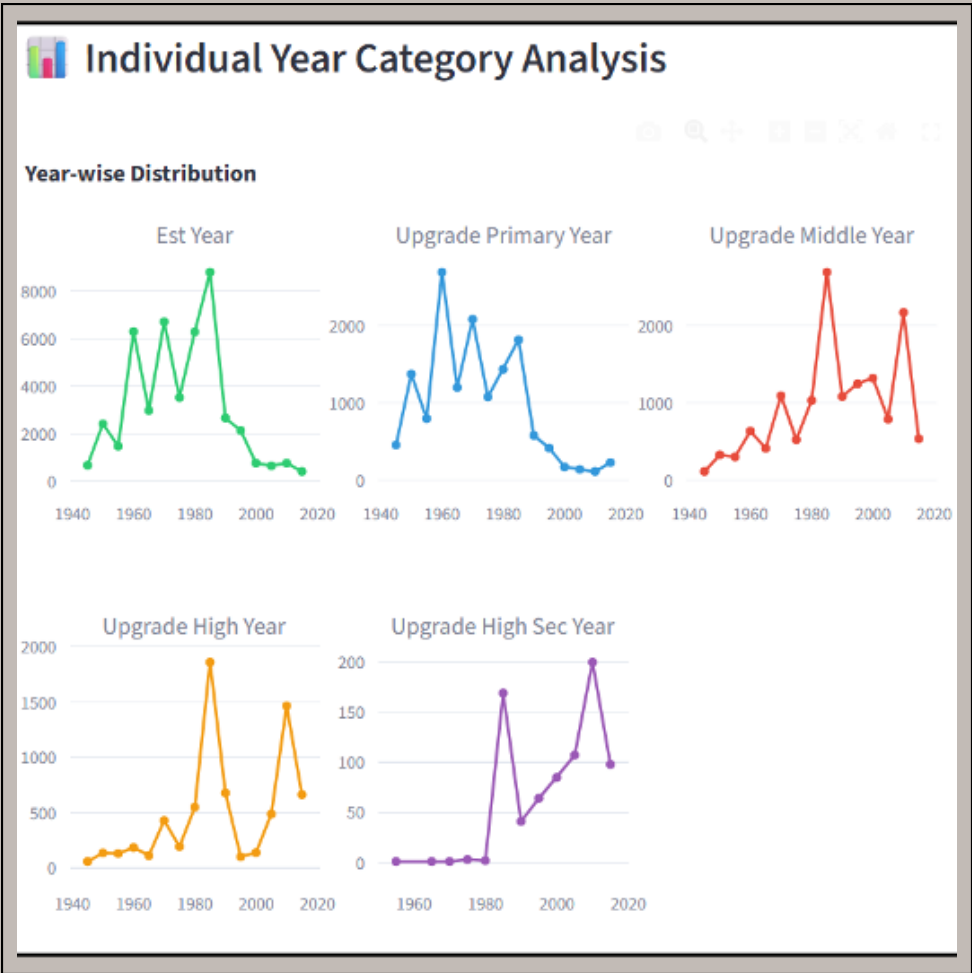 Individual Year Category Analysis
Year-wise Distribution
Est Year
8000
6000
4000
2000
0
1940 1960 1980 2000 2020
Upgrade Primary Year
2000
1000
0
1940 1960 1980 2000 2020
Upgrade Middle Year
2000
1000
0
1940 1960 1980 2000 2020
Upgrade High Year
2000
1500
1000
500
0
1940 1960 1980 2000 2020
Upgrade High Sec Year
200
150
100
50
0
1960 1980 2000 2020